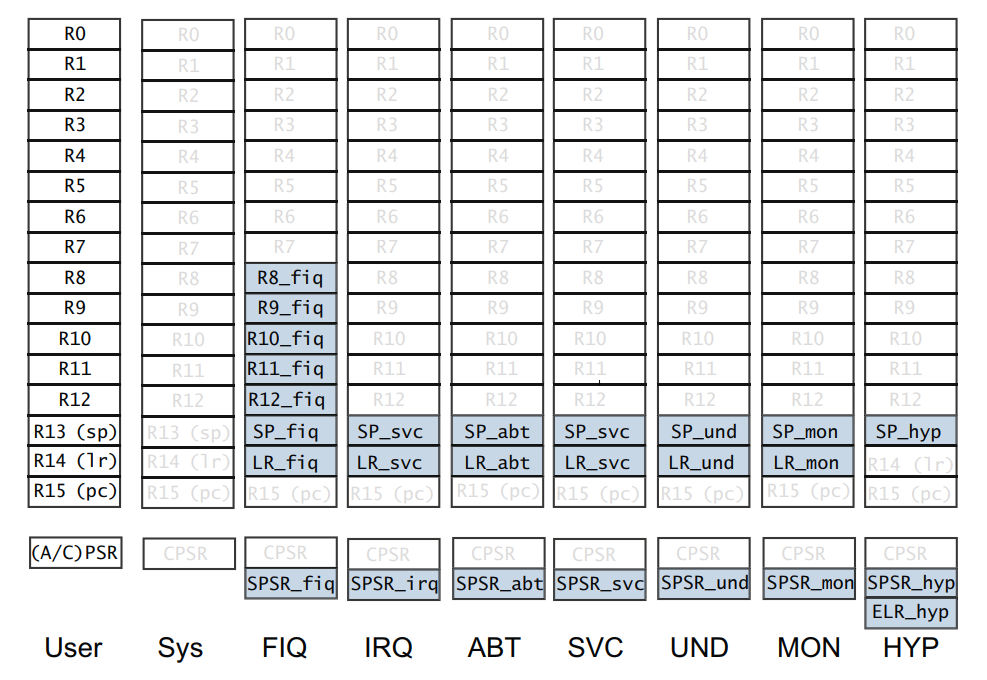 R0 R0 R0 R0 R0 R0 R0 R0 R0
R1 R1 R1 R1 R1 R1 R1 R1 R1
R2 R2 R2 R2 R2 R2 R2 R2 R2
R3 R3 R3 R3 R3 R3 R3 R3 R3
R4 R4 R4 R4 R4 R4 R4 R4 R4
R5 R5 R5 R5 R5 R5 R5 R5 R5
R6 R6 R6 R6 R6 R6 R6 R6 R6
R7 R7 R7 R7 R7 R7 R7 R7 R7
R8 R8 R8_fiq R8 R8 R8 R8 R8 R8
R9 R9 R9_fiq R9 R9 R9 R9 R9 R9
R10 R10 R10_fiq R10 R10 R10 R10 R10 R10
R11 R11 R11_fiq R11 R11 R11 R11 R11 R11
R12 R12 R12_fiq R12 R12 R12 R12 R12 R12
R13 (sp) R13 (sp) SP_fiq SP_svc SP_abt SP_svc SP_und SP_mon SP_hyp
R14 (lr) R14 (lr) LR_fiq LR_svc LR_abt LR_svc LR_und LR_mon R14 (lr)
R15 (pc) R15 (pc) R15 (pc) R15 (pc) R15 (pc) R15 (pc) R15 (pc) R15 (pc) R15 (pc)
(A/C)PSR CPSR CPSR CPSR CPSR CPSR CPSR CPSR CPSR
SPSR_fiq SPSR_irq SPSR_abt SPSR_svc SPSR_und SPSR_mon SPSR_hyp
ELR_hyp
User Sys FIQ IRQ ABT SVC UND MON HYP